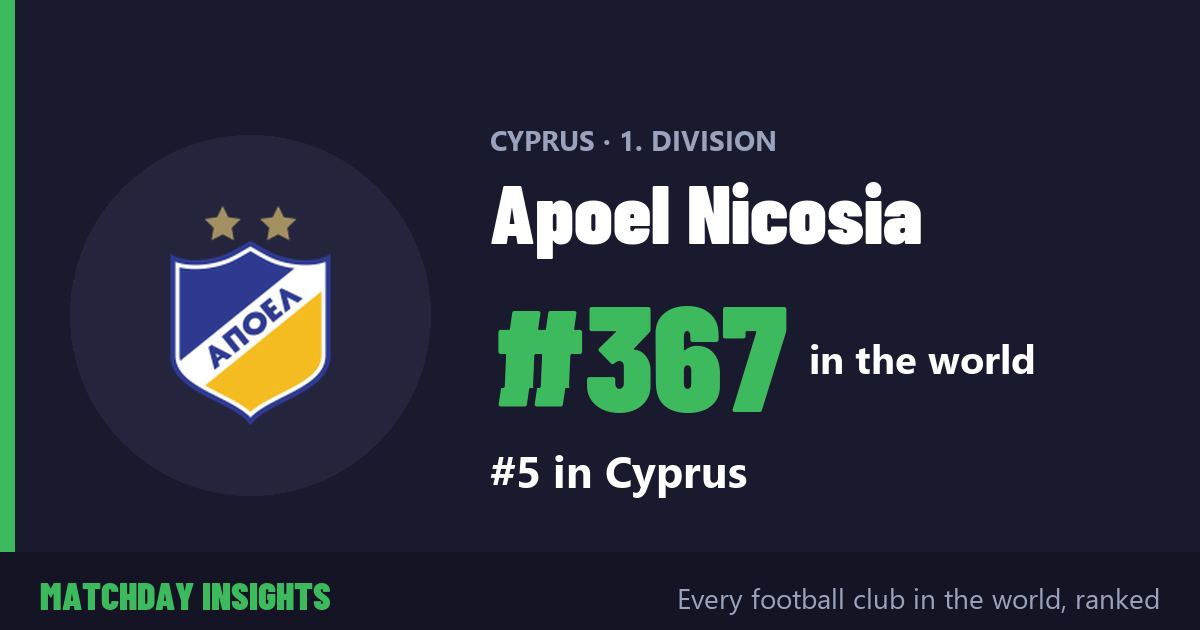 CYPRUS · 1. DIVISION
Apoel Nicosia
ΑΠΟΕΛ
#367 in the world
#5 in Cyprus
MATCHDAY INSIGHTS
Every football club in the world, ranked